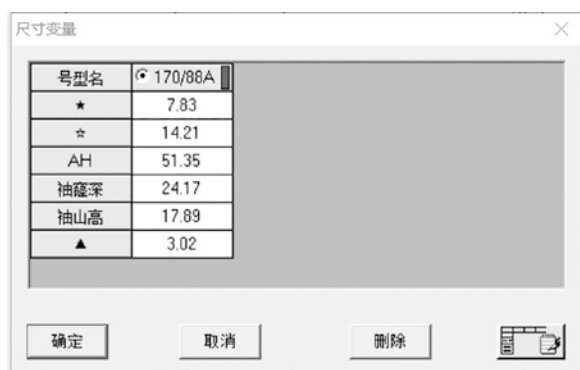 尺寸变量
号型名 170/88A
★ 7.83
☆ 14.21
AH 51.35
袖窿深 24.17
袖山高 17.89
▲ 3.02
确定 取消 删除